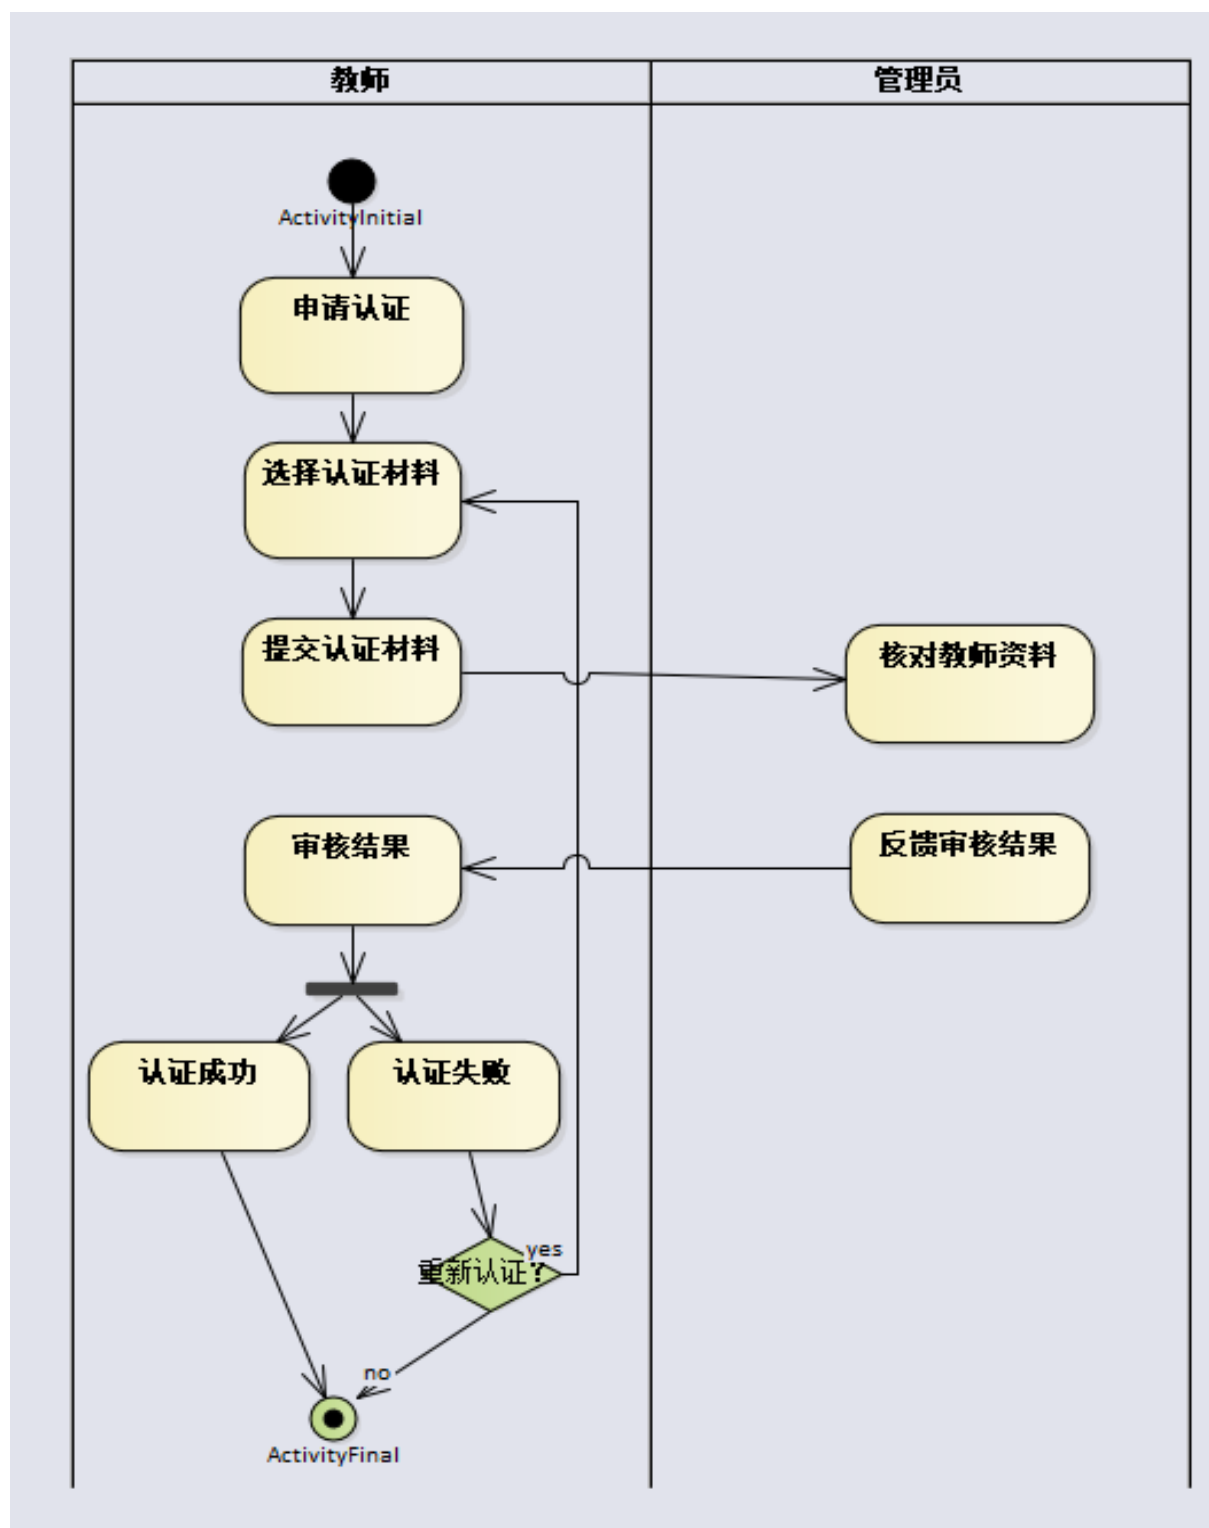 教师
管理员
ActivityInitial
申请认证
选择认证材料
提交认证材料
核对教师资料
审核结果
反馈审核结果
认证成功
认证失败
yes
重新认证?
no
ActivityFinal